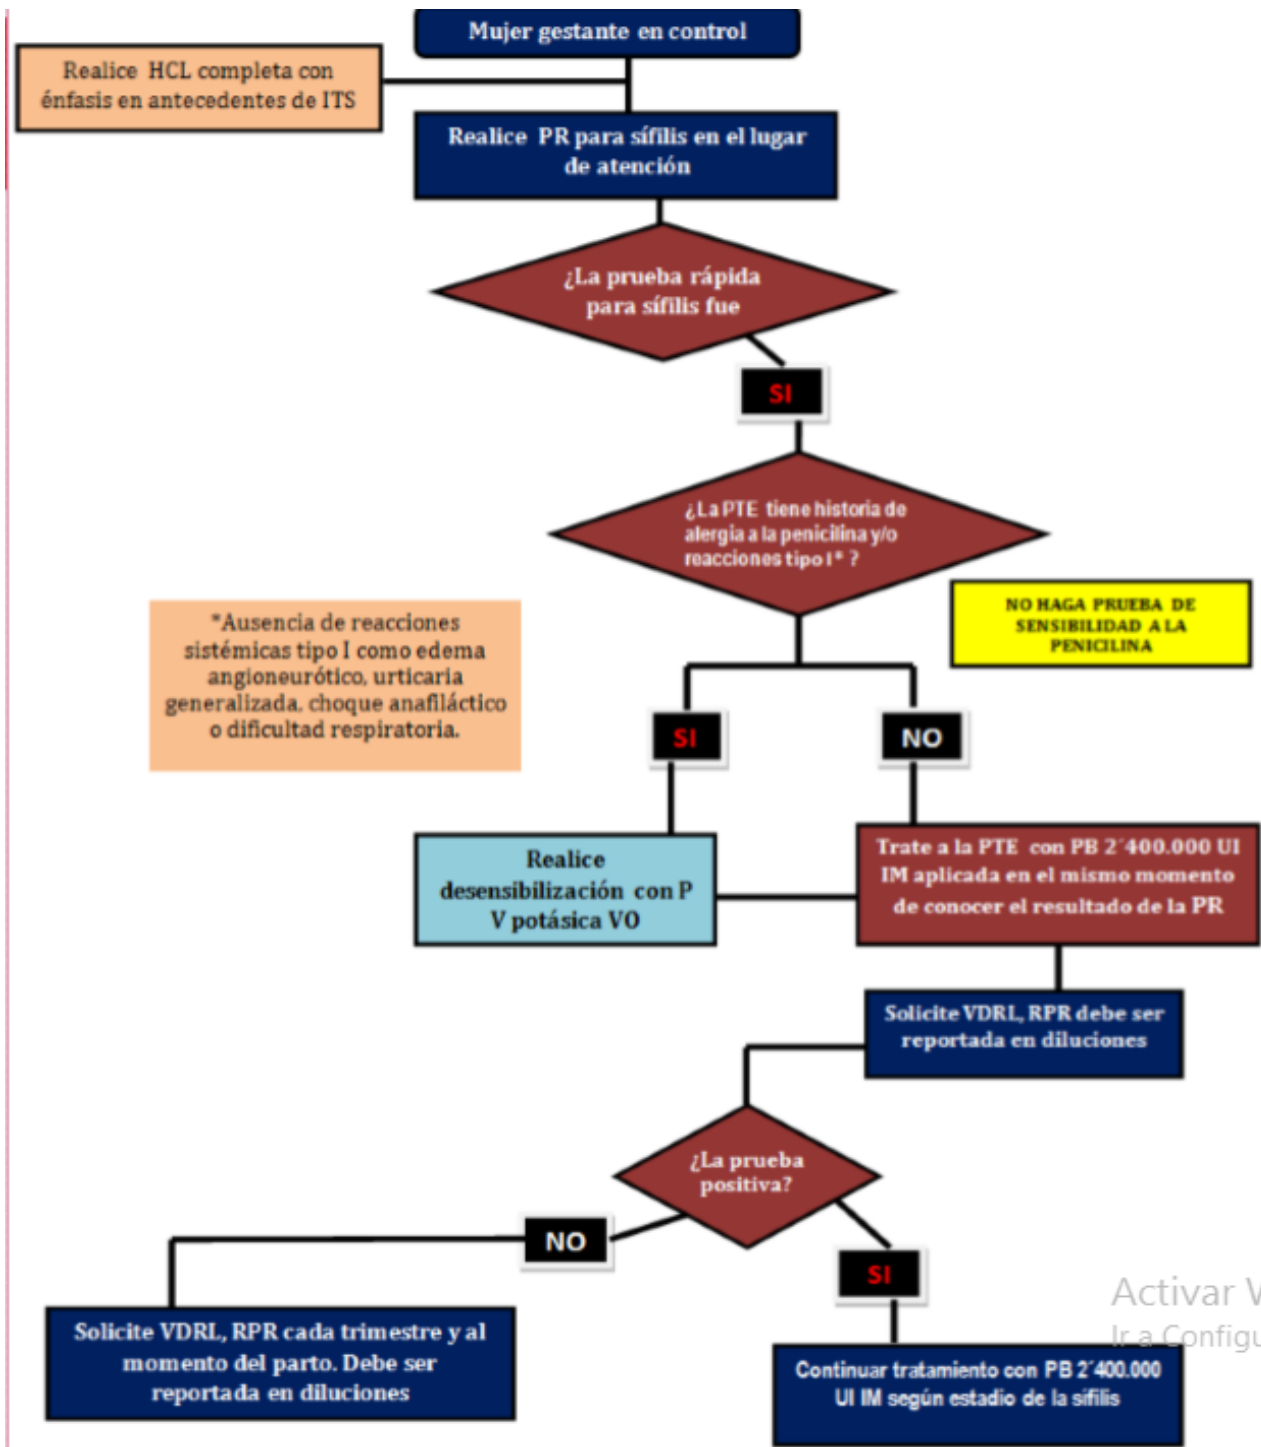 Mujer gestante en control
Realice HCL completa con
énfasis en antecedentes de ITS
Realice PR para sífilis en el lugar
de atención
¿La prueba rápida
para sífilis fue
SI
¿La PTE tiene historia de
alergia a la penicilina y/o
reacciones tipo I* ?
NO HAGA PRUEBA DE
SENSIBILIDAD A LA
PENICILINA
*Ausencia de reacciones
sistémicas tipo I como edema
angioneurótico, urticaria
generalizada, choque anafiláctico
o dificultad respiratoria.
SI
NO
Realice
desensibilización con P
V potásica VO
Trate a la PTE con PB 2´400.000 UI
IM aplicada en el mismo momento
de conocer el resultado de la PR
Solicite VDRL, RPR debe ser
reportada en diluciones
¿La prueba
positiva?
NO
SI
Solicite VDRL, RPR cada trimestre y al
momento del parto. Debe ser
reportada en diluciones
Continuar tratamiento con PB 2´400.000
UI IM según estadio de la sífilis
Activar
Ir a Configu